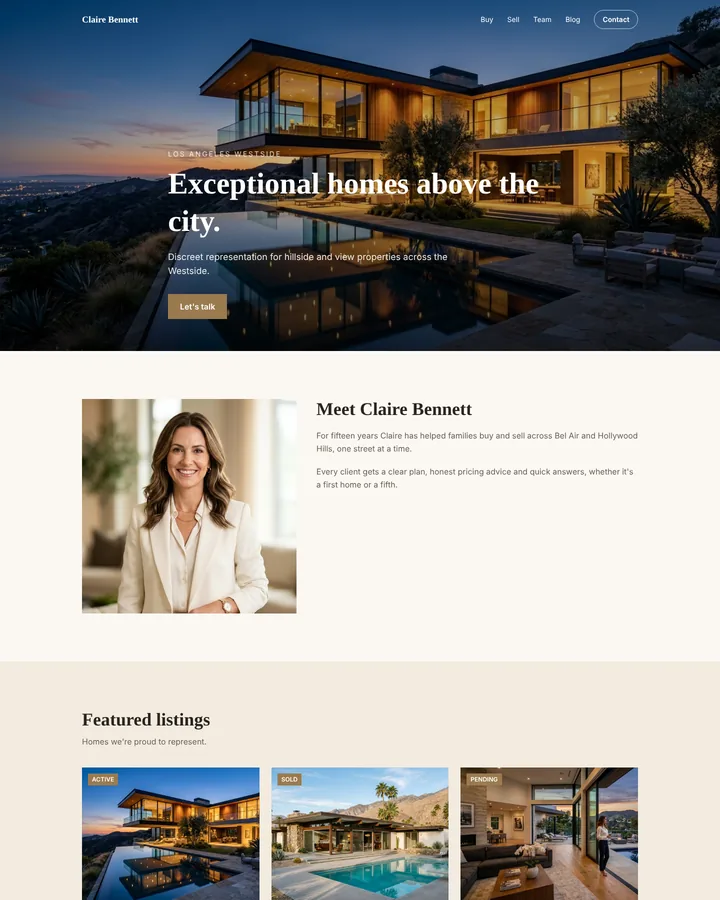 Claire Bennett
Buy
Sell
Team
Blog
Contact
LOS ANGELES WESTSIDE
Exceptional homes above the
city.
Discreet representation for hillside and view properties across the
Westside.
Let's talk
Meet Claire Bennett
For fifteen years Claire has helped families buy and sell across Bel Air and Hollywood
Hills, one street at a time.
Every client gets a clear plan, honest pricing advice and quick answers, whether it's
a first home or a fifth.
Featured listings
Homes we're proud to represent.
ACTIVE
SOLD
PENDING